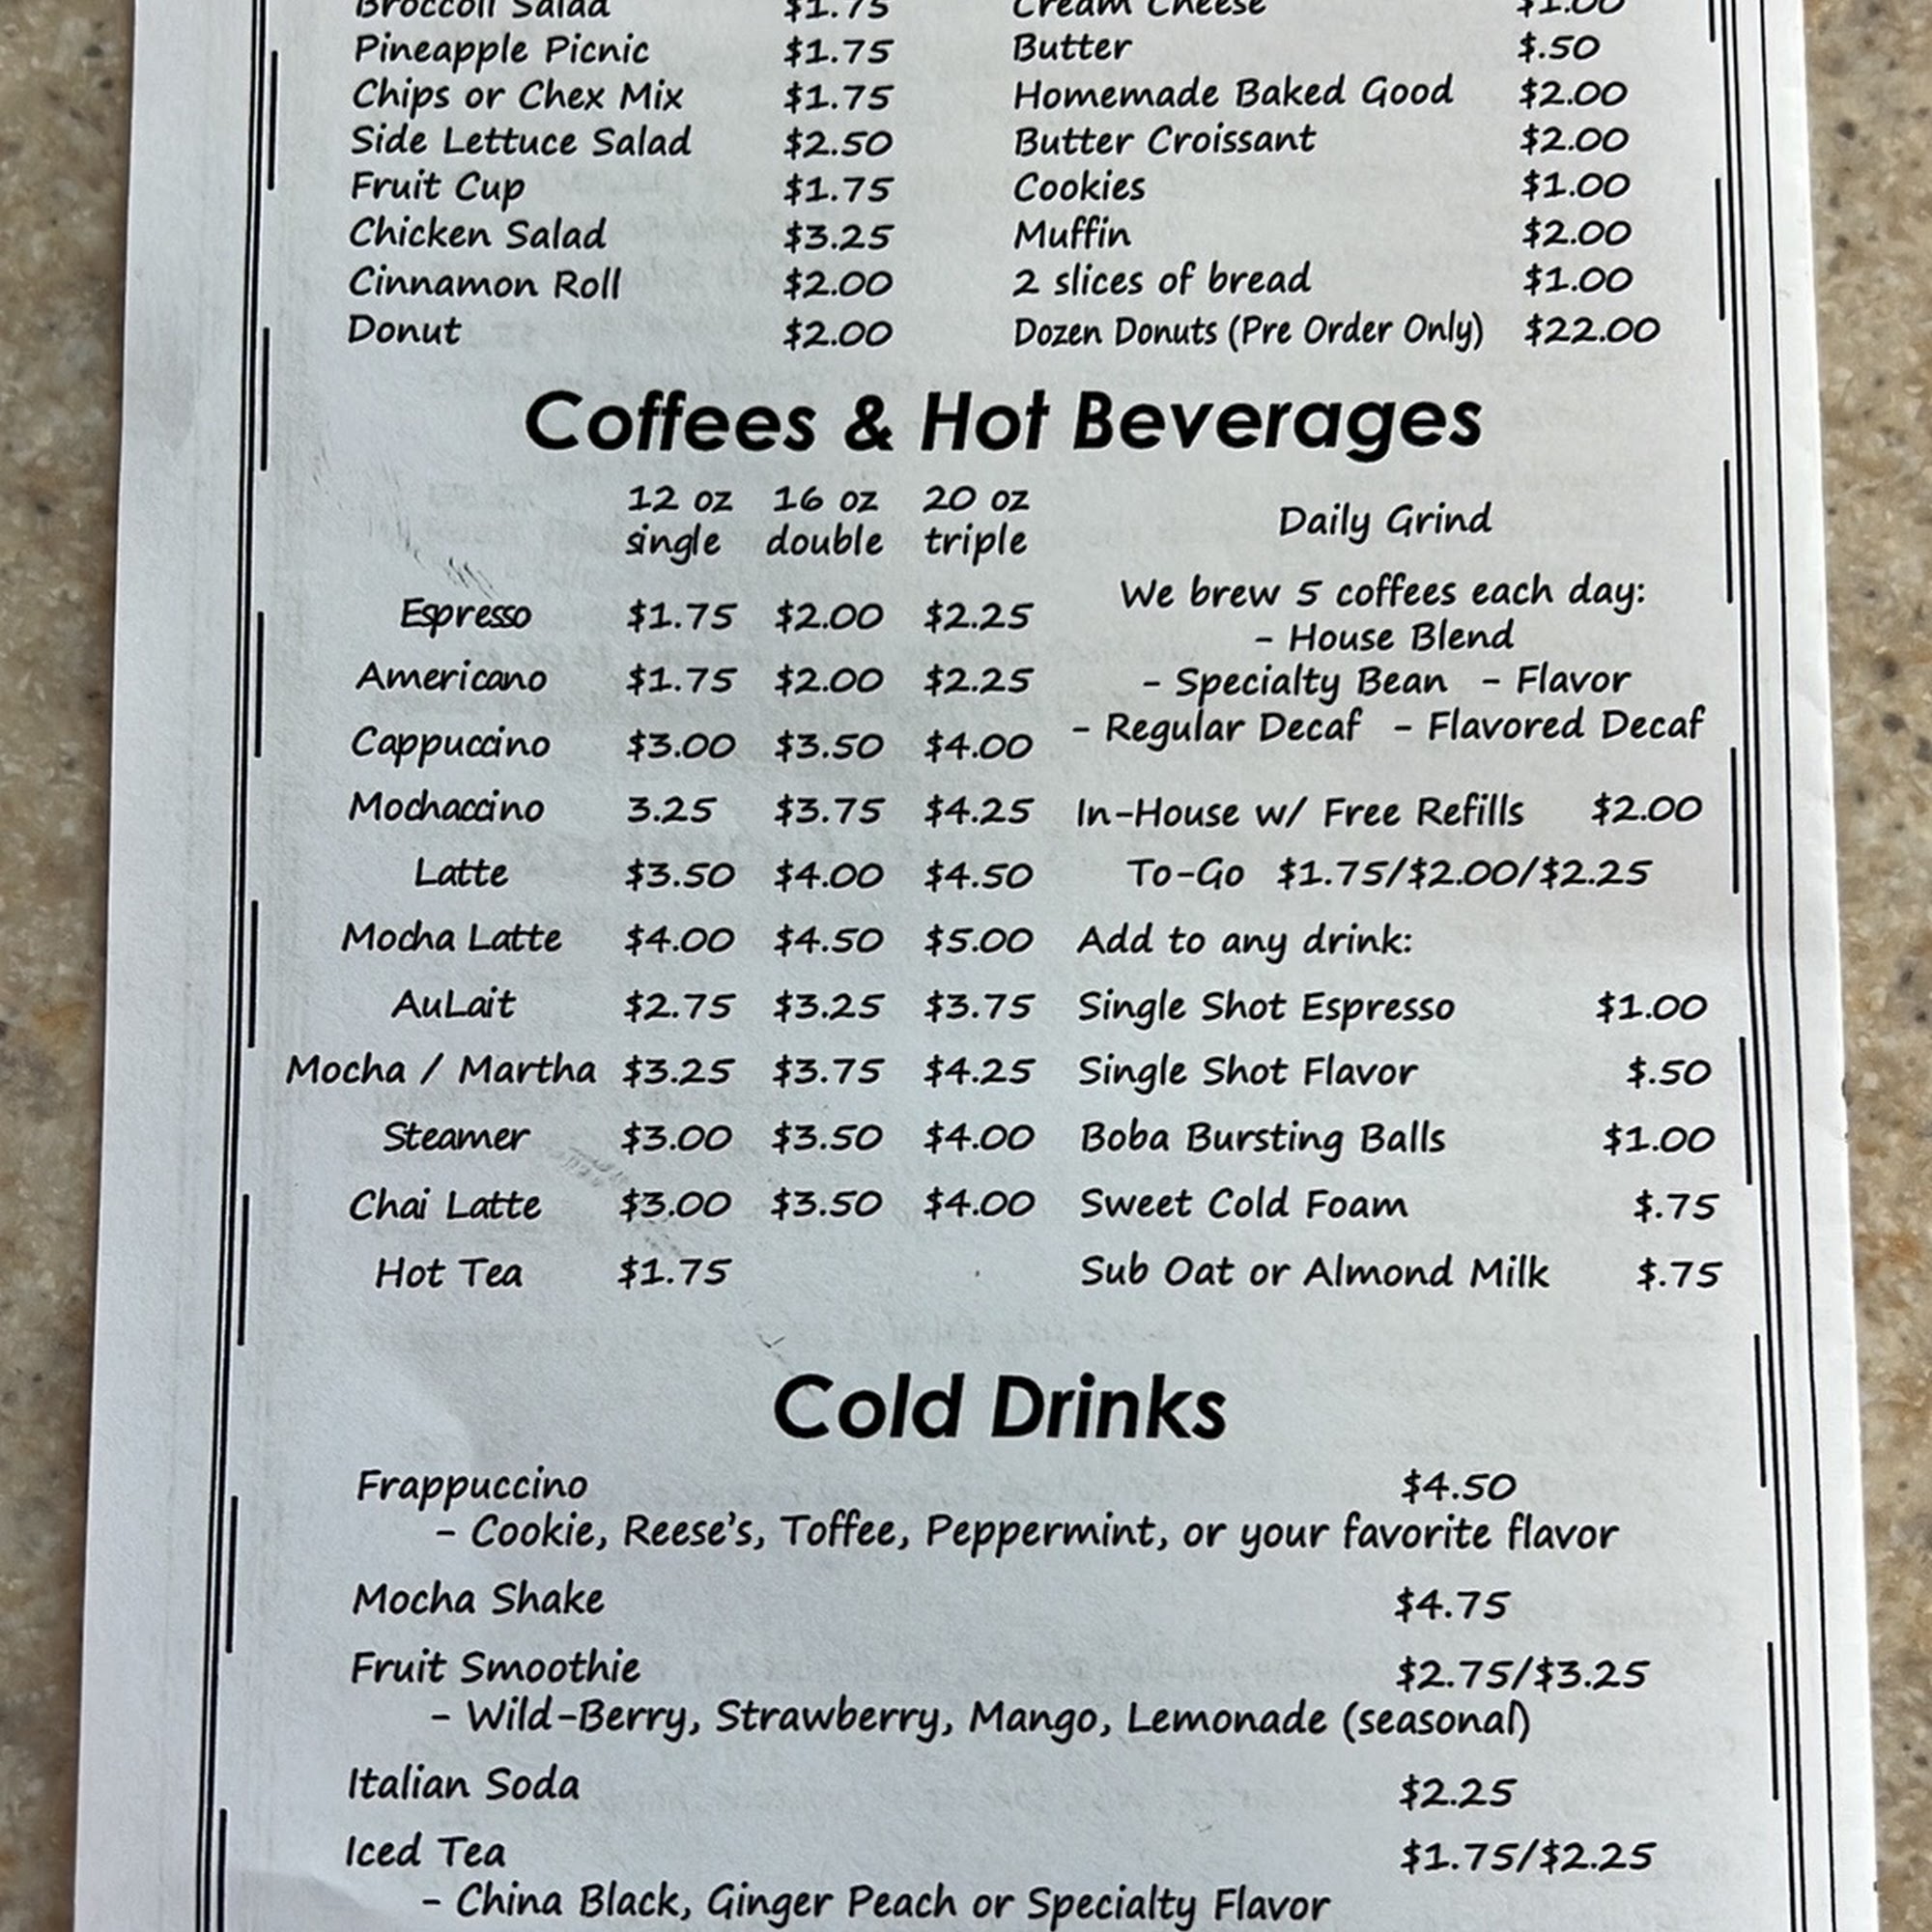 Broccoli Salad $1.75 Cream Cheese $1.00
Pineapple Picnic $1.75 Butter $.50
Chips or Chex Mix $1.75 Homemade Baked Good $2.00
Side Lettuce Salad $2.50 Butter Croissant $2.00
Fruit Cup $1.75 Cookies $1.00
Chicken Salad $3.25 Muffin $2.00
Cinnamon Roll $2.00 2 slices of bread $1.00
Donut $2.00 Dozen Donuts (Pre Order Only) $22.00
Coffees & Hot Beverages
12 oz 16 oz 20 oz
single double triple
Espresso $1.75 $2.00 $2.25
Americano $1.75 $2.00 $2.25
Cappuccino $3.00 $3.50 $4.00
Mochaccino 3.25 $3.75 $4.25
Latte $3.50 $4.00 $4.50
Mocha Latte $4.00 $4.50 $5.00
AuLait $2.75 $3.25 $3.75
Mocha / Martha $3.25 $3.75 $4.25
Steamer $3.00 $3.50 $4.00
Chai Latte $3.00 $3.50 $4.00
Hot Tea $1.75
Daily Grind
We brew 5 coffees each day:
- House Blend
- Specialty Bean - Flavor
- Regular Decaf - Flavored Decaf
In-House w/ Free Refills $2.00
To-Go $1.75/$2.00/$2.25
Add to any drink:
Single Shot Espresso $1.00
Single Shot Flavor $.50
Boba Bursting Balls $1.00
Sweet Cold Foam $.75
Sub Oat or Almond Milk $.75
Cold Drinks
Frappuccino $4.50
- Cookie, Reese's, Toffee, Peppermint, or your favorite flavor
Mocha Shake $4.75
Fruit Smoothie $2.75/$3.25
- Wild-Berry, Strawberry, Mango, Lemonade (seasonal)
Italian Soda $2.25
Iced Tea $1.75/$2.25
- China Black, Ginger Peach or Specialty Flavor